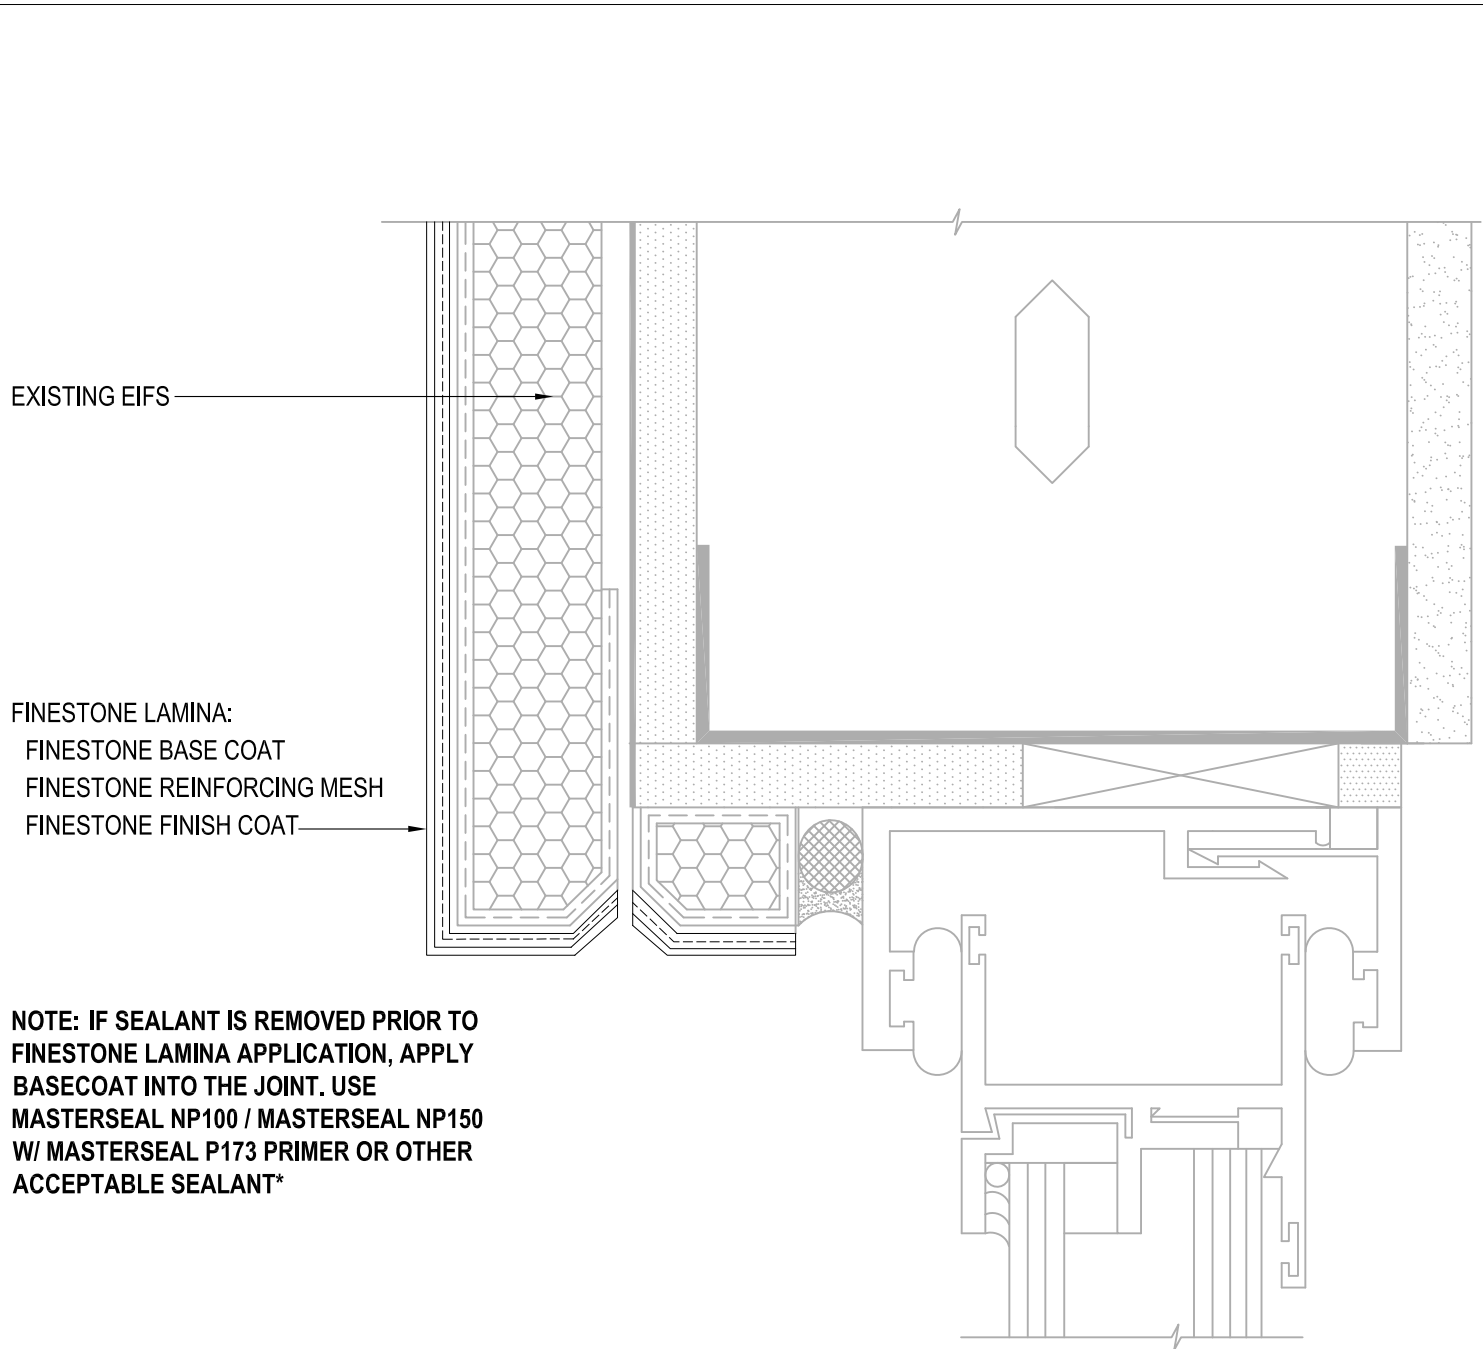 EXISTING EIFS
FINESTONE LAMINA:
FINESTONE BASE COAT
FINESTONE REINFORCING MESH
FINESTONE FINISH COAT
NOTE: IF SEALANT IS REMOVED PRIOR TO
FINESTONE LAMINA APPLICATION, APPLY
BASECOAT INTO THE JOINT. USE
MASTERSEAL NP100 / MASTERSEAL NP150
W/ MASTERSEAL P173 PRIMER OR OTHER
ACCEPTABLE SEALANT*